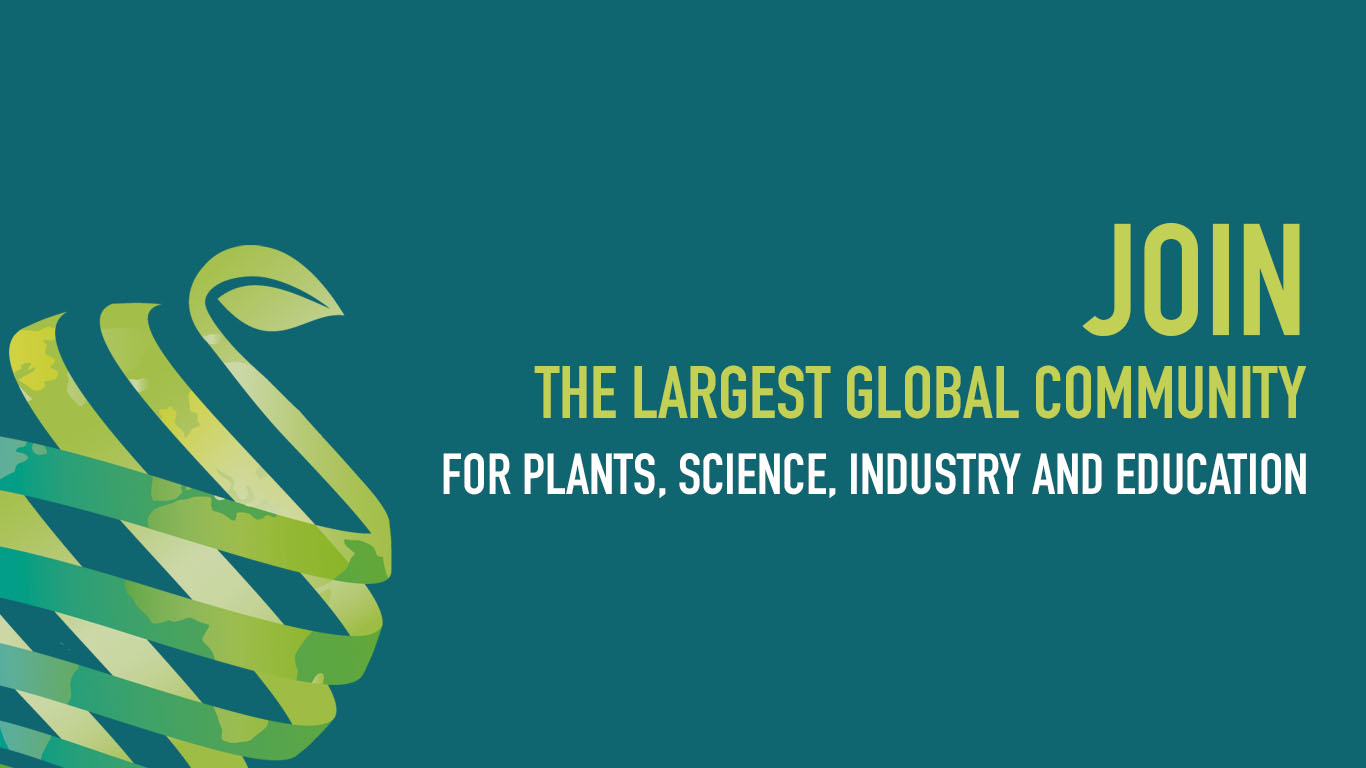 JOIN
THE LARGEST GLOBAL COMMUNITY
FOR PLANTS, SCIENCE, INDUSTRY AND EDUCATION